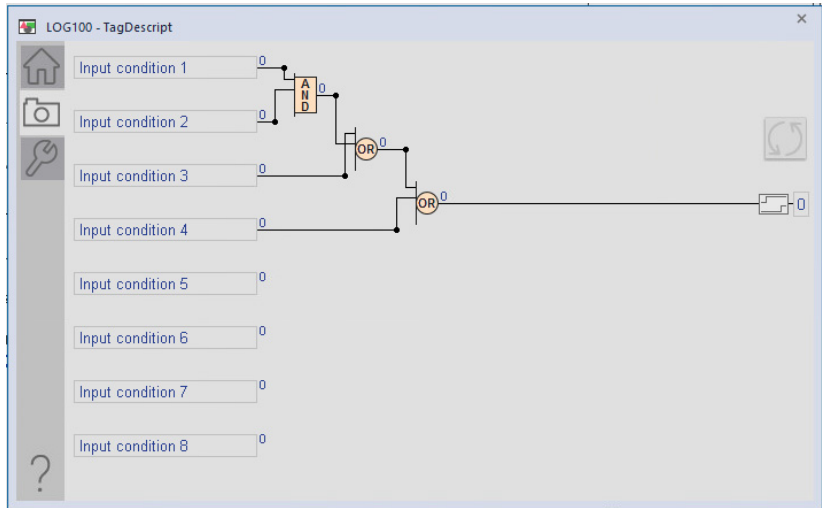 LOG100 - TagDescript
×
Input condition 1 0
AND 0
Input condition 2 0
OR 0
Input condition 3 0
OR 0
0
Input condition 4 0
Input condition 5 0
Input condition 6 0
Input condition 7 0
Input condition 8 0
?